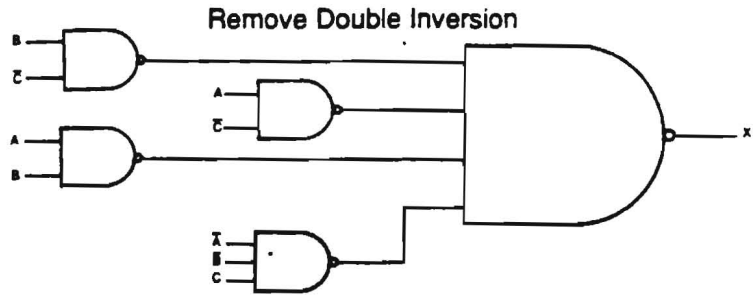 Remove Double Inversion
B
C̅
A
C̅
A
B
X
A̅
B̅
C